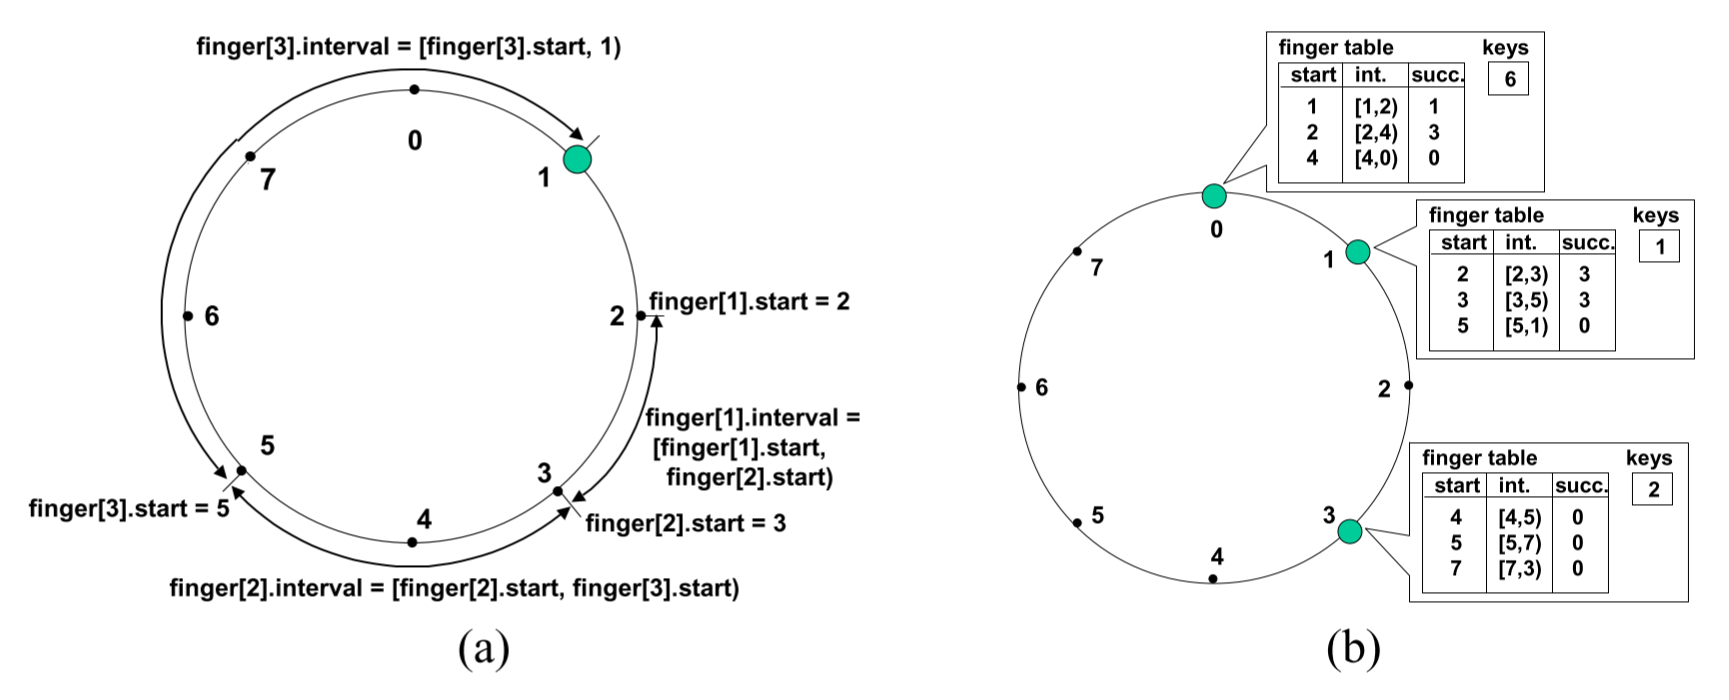 finger[3].interval = [finger[3].start, 1)
0
1
7
6
2
finger[1].start = 2
finger[1].interval =
[finger[1].start,
finger[2].start)
5
3
4
finger[3].start = 5
finger[2].start = 3
finger[2].interval = [finger[2].start, finger[3].start)
(a)
finger table keys
start int. succ. 6
1 [1,2) 1
2 [2,4) 3
4 [4,0) 0
finger table keys
start int. succ. 1
2 [2,3) 3
3 [3,5) 3
5 [5,1) 0
0
1
7
6
2
5
3
4
finger table keys
start int. succ. 2
4 [4,5) 0
5 [5,7) 0
7 [7,3) 0
(b)